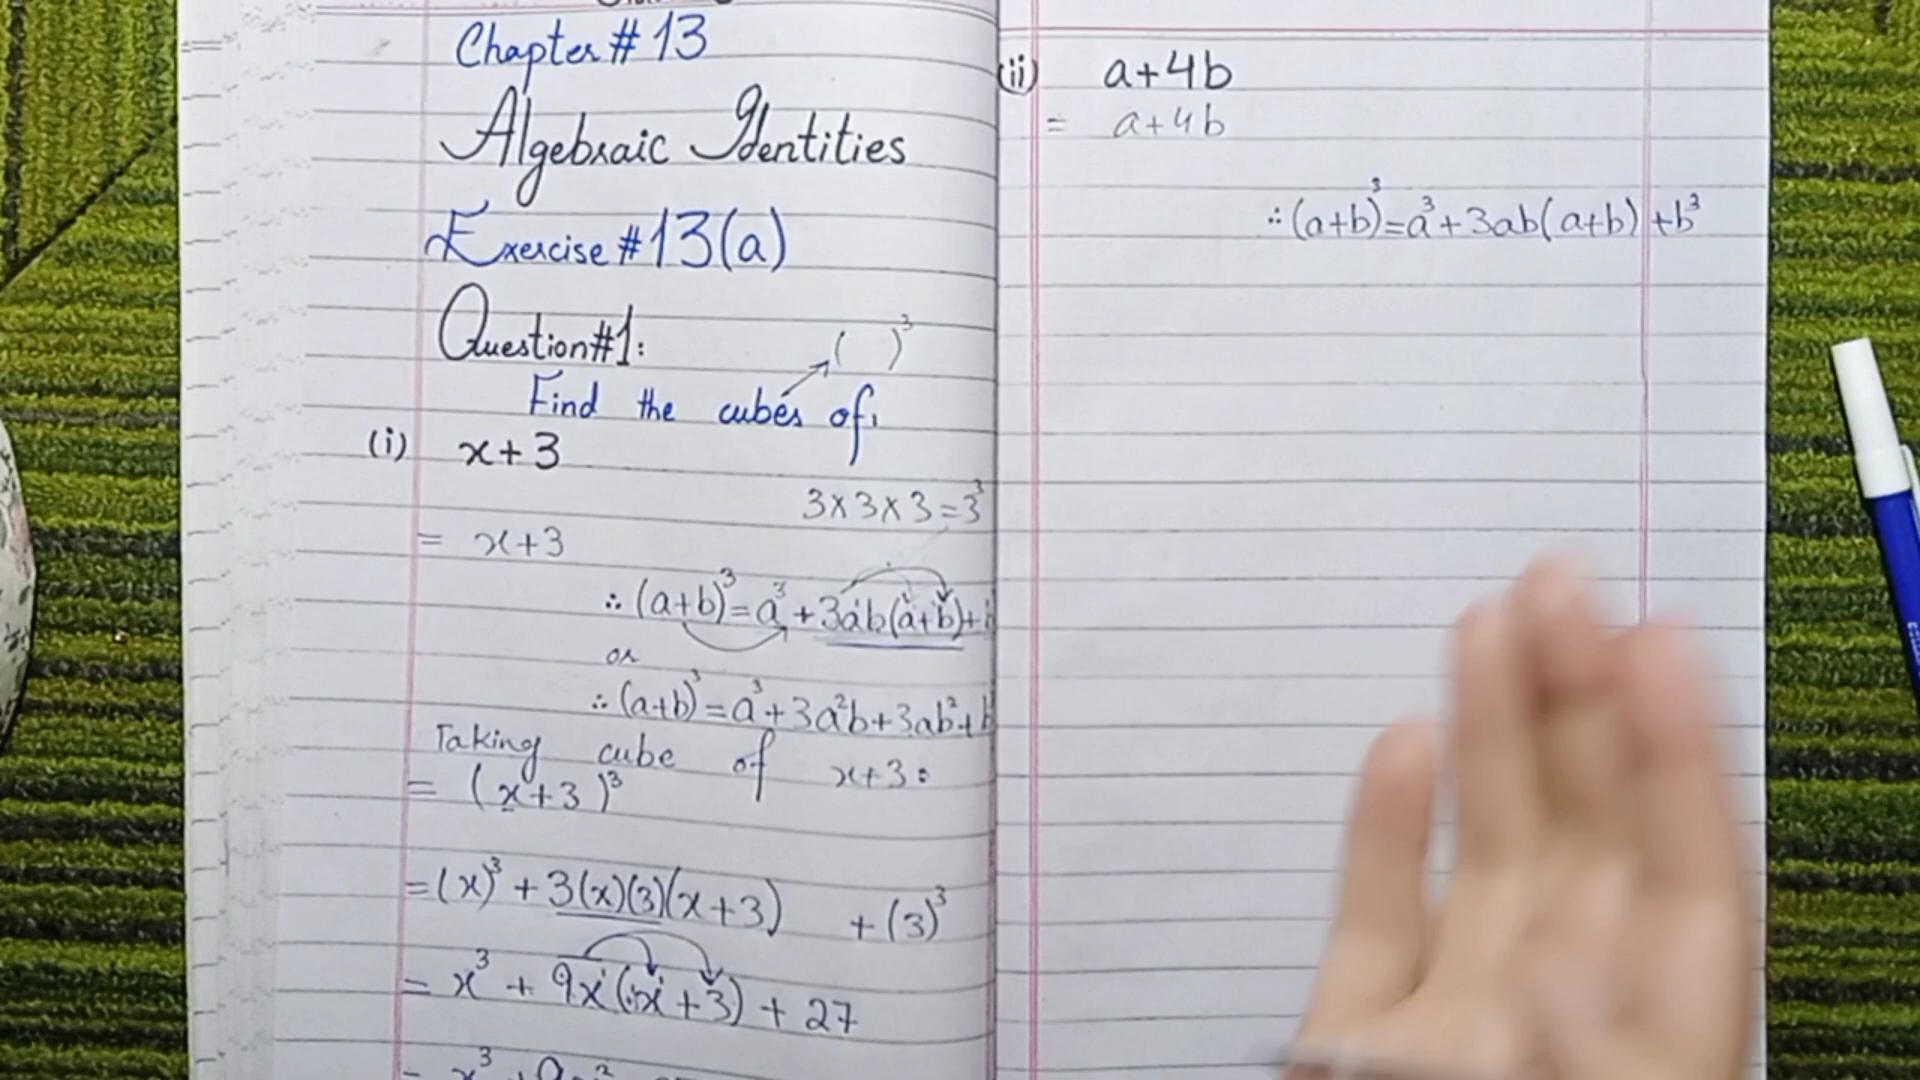 Chapter # 13
Algebraic Identities
Exercise # 13(a)
Question#1:
( )³
Find the cubes of,
(i) x+3
3×3×3=3³
= x+3
∴ (a+b)³=a³+3ab(a+b)+
or
∴ (a+b)³=a³+3a²b+3ab²+b
Taking cube of x+3:
= (x+3)³
=(x)³+3(x)(3)(x+3) +(3)³
= x³ + 9x(x+3)+27
(ii) a+4b
= a+4b
∴ (a+b)³=a³+3ab(a+b)+b³